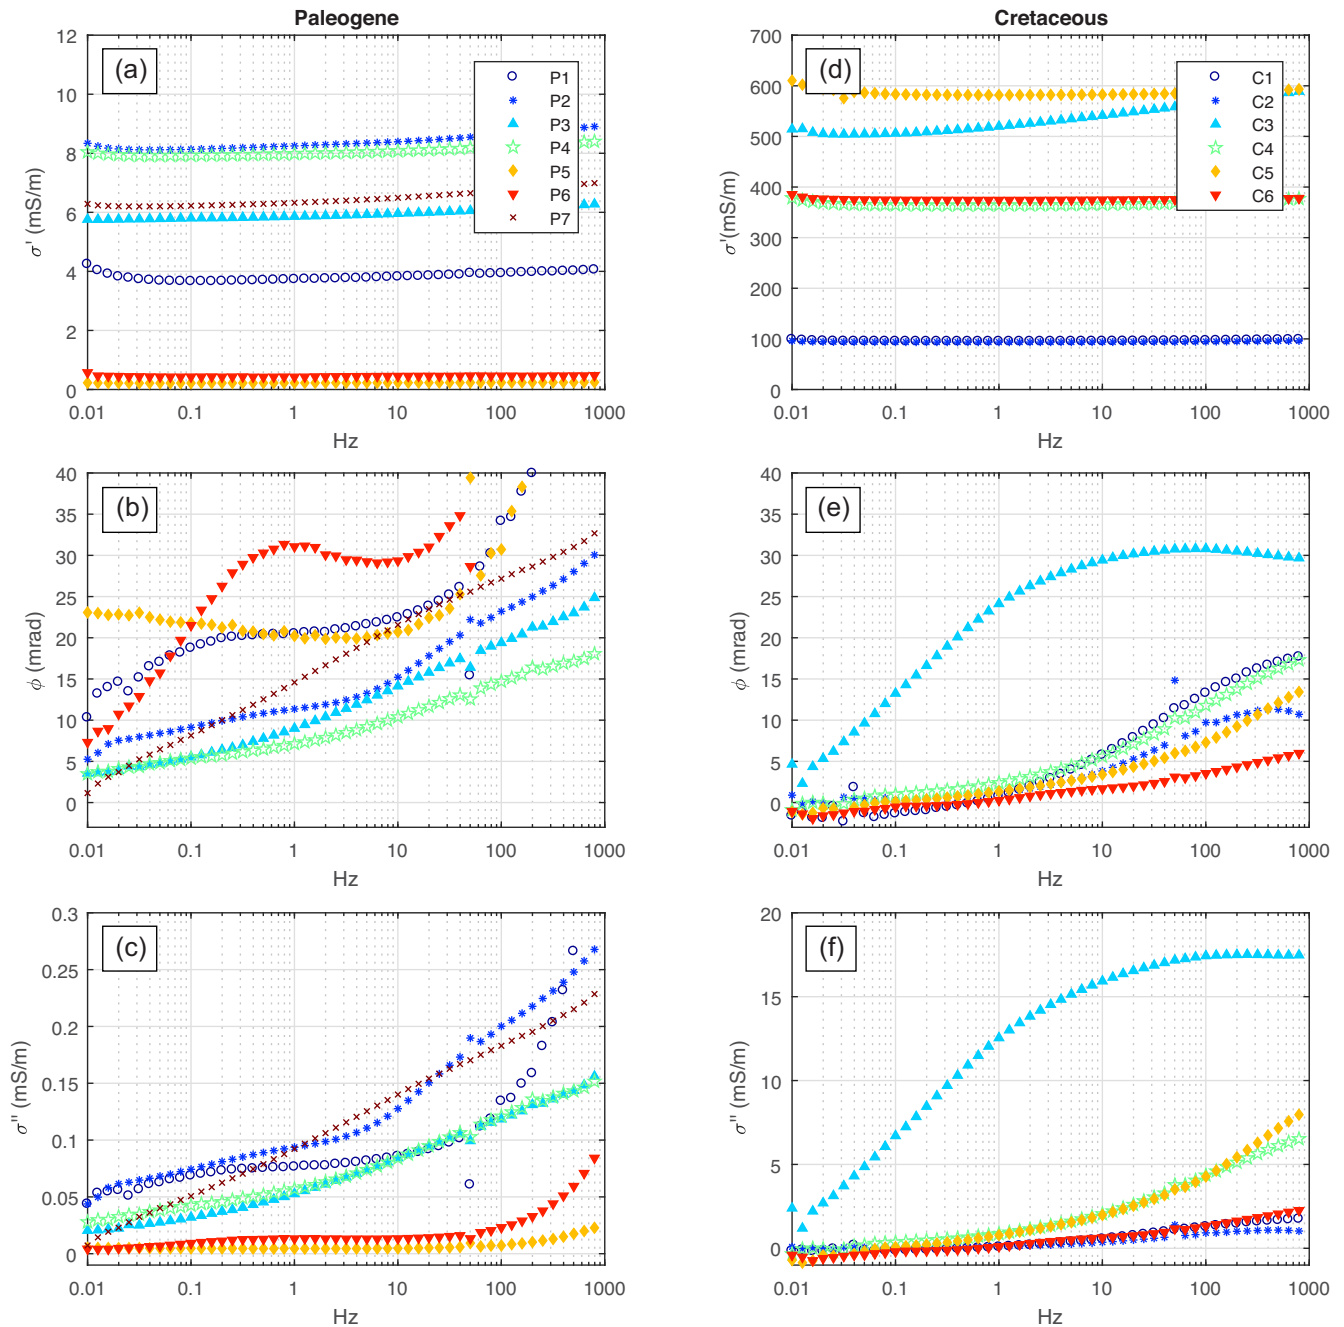 Paleogene
(a)
12
10
8
6
4
2
0
σ' (mS/m)
P1
P2
P3
P4
P5
P6
P7
0.01
0.1
1
10
100
1000
Hz
Cretaceous
(d)
700
600
500
400
300
200
100
0
σ'(mS/m)
C1
C2
C3
C4
C5
C6
0.01
0.1
1
10
100
1000
Hz
(b)
40
35
30
25
20
15
10
5
0
ϕ (mrad)
0.01
0.1
1
10
100
1000
Hz
(e)
40
35
30
25
20
15
10
5
0
ϕ (mrad)
0.01
0.1
1
10
100
1000
Hz
(c)
0.3
0.25
0.2
0.15
0.1
0.05
0
σ'' (mS/m)
0.01
0.1
1
10
100
1000
Hz
(f)
20
15
10
5
0
σ'' (mS/m)
0.01
0.1
1
10
100
1000
Hz